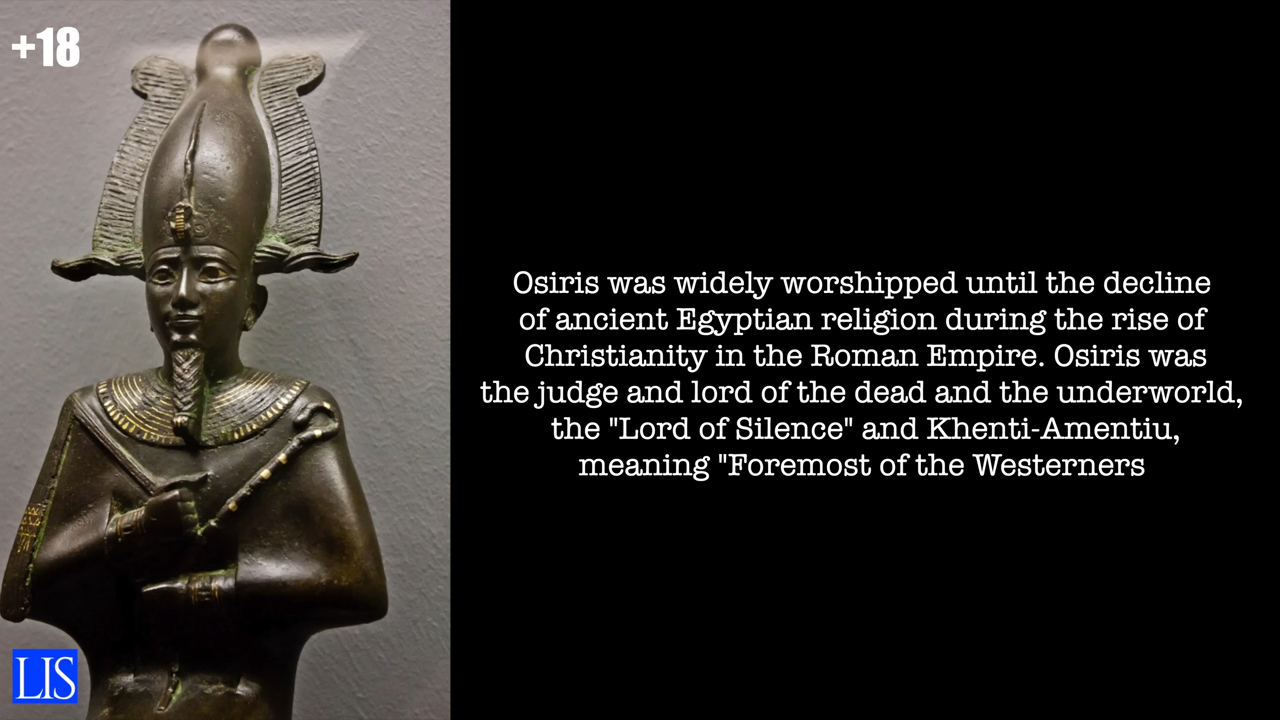 +18
Osiris was widely worshipped until the decline
of ancient Egyptian religion during the rise of
Christianity in the Roman Empire. Osiris was
the judge and lord of the dead and the underworld,
the "Lord of Silence" and Khenti-Amentiu,
meaning "Foremost of the Westerners
LIS